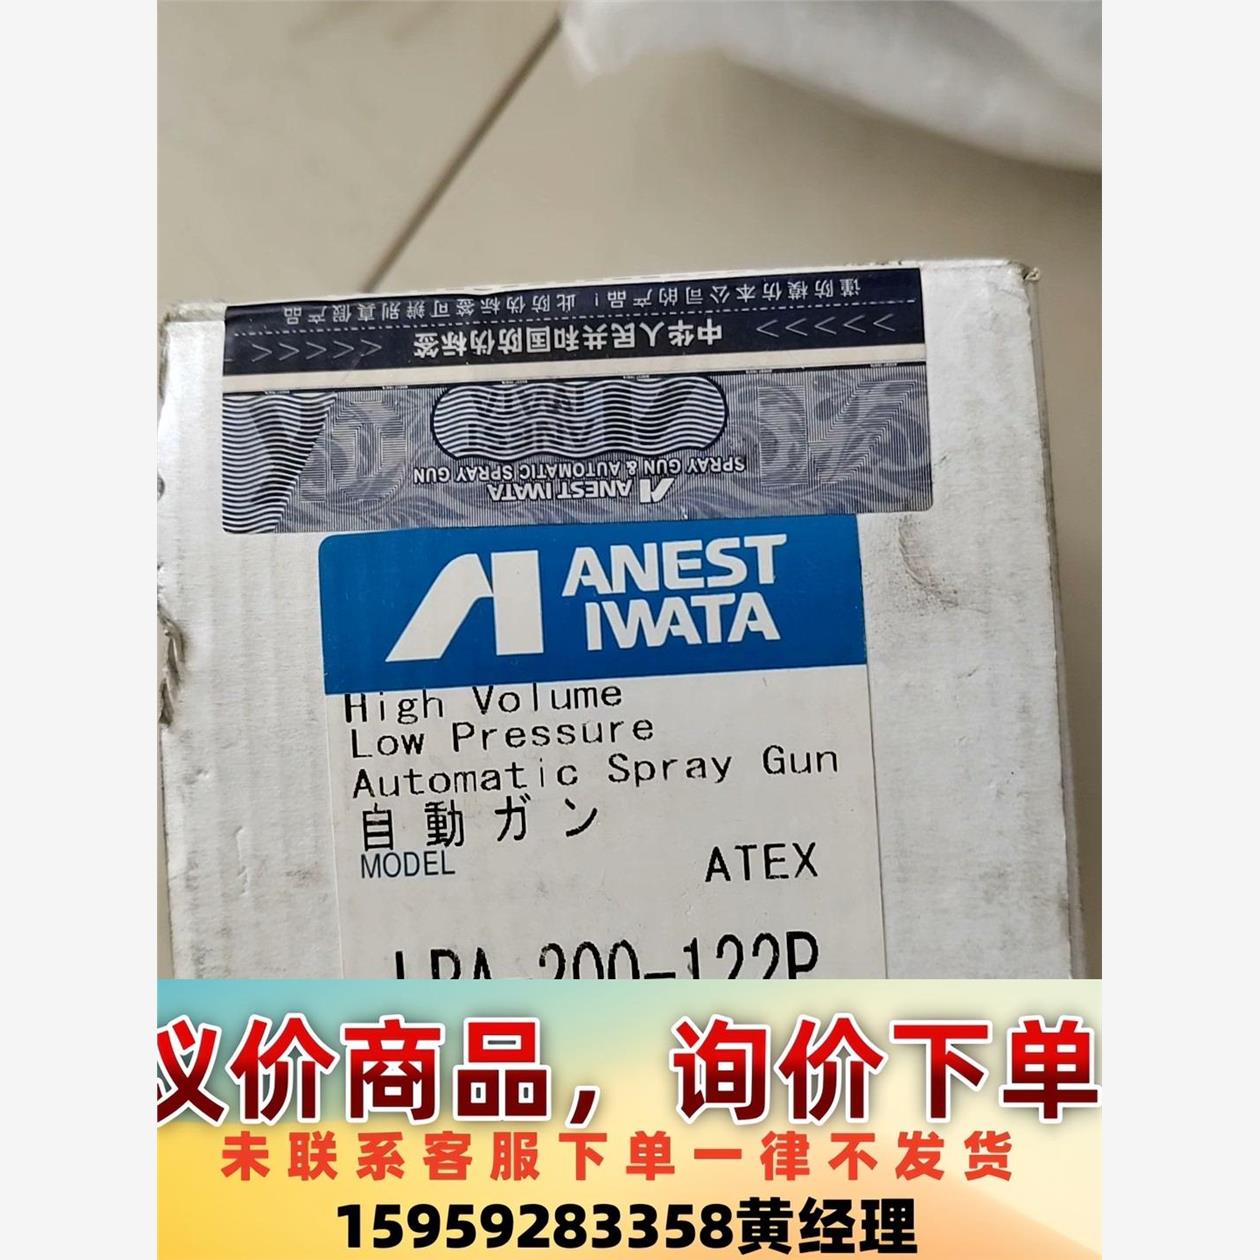 谨防模仿本公司的产品！此防伪标签可辨别真假产品
>>>>> 中华人民共和国防伪标签 >>>>>
SPRAY GUN & AUTOMATIC SPRAY GUN
ANEST IWATA
ANEST
IWATA
High Volume
Low Pressure
Automatic Spray Gun
自動ガン
MODEL
ATEX
LPA-200-122P
议价商品，询价下单
未联系客服下单一律不发货
15959283358黄经理